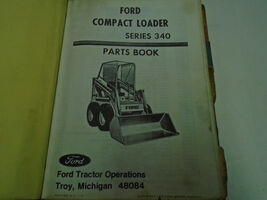 FORD
COMPACT LOADER
SERIES 340
PARTS BOOK
FORD
Ford
Ford Tractor Operations
Troy, Michigan 48084